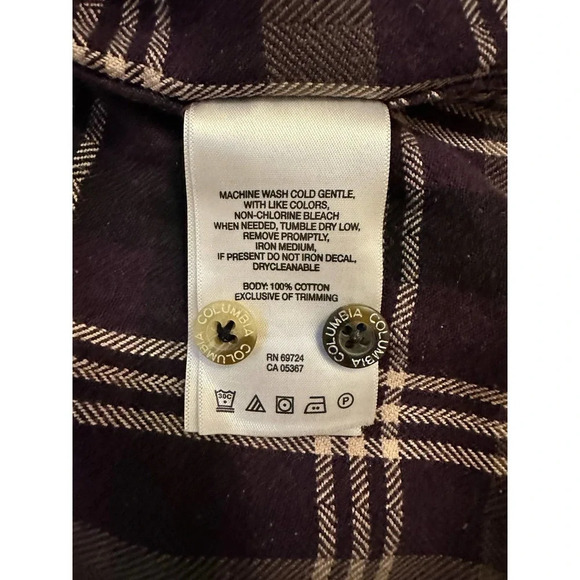 MACHINE WASH COLD GENTLE,
WITH LIKE COLORS,
NON-CHLORINE BLEACH
WHEN NEEDED, TUMBLE DRY LOW,
REMOVE PROMPTLY,
IRON MEDIUM,
IF PRESENT DO NOT IRON DECAL,
DRYCLEANABLE
BODY: 100% COTTON
EXCLUSIVE OF TRIMMING
COLUMBIA COLUMBIA
COLUMBIA COLUMBIA
RN 69724
CA 05367
30C P